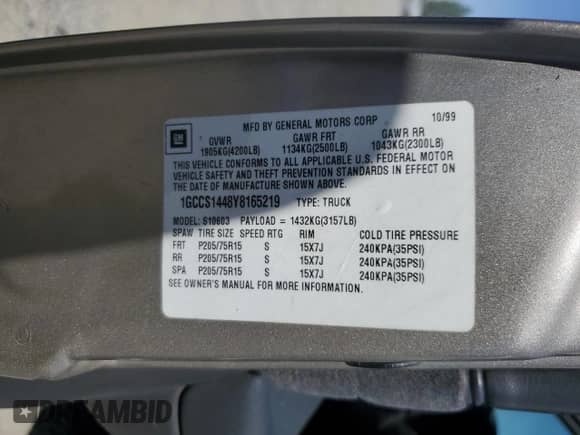 MFD BY GENERAL MOTORS CORP 10/99
GM
GVWR GAWR FRT GAWR RR
1905KG(4200LB) 1134KG(2500LB) 1043KG(2300LB)
THIS VEHICLE CONFORMS TO ALL APPLICABLE U.S. FEDERAL MOTOR
VEHICLE SAFETY AND THEFT PREVENTION STANDARDS IN EFFECT ON
THE DATE OF MANUFACTURE SHOWN ABOVE.
1GCCS1448Y8165219 TYPE: TRUCK
MODEL: S10603 PAYLOAD = 1432KG(3157LB)
SPAW TIRE SIZE SPEED RTG RIM COLD TIRE PRESSURE
FRT P205/75R15 S 15X7J 240KPA(35PSI)
RR P205/75R15 S 15X7J 240KPA(35PSI)
SPA P205/75R15 S 15X7J 240KPA(35PSI)
SEE OWNER'S MANUAL FOR MORE INFORMATION.
DREAMBID